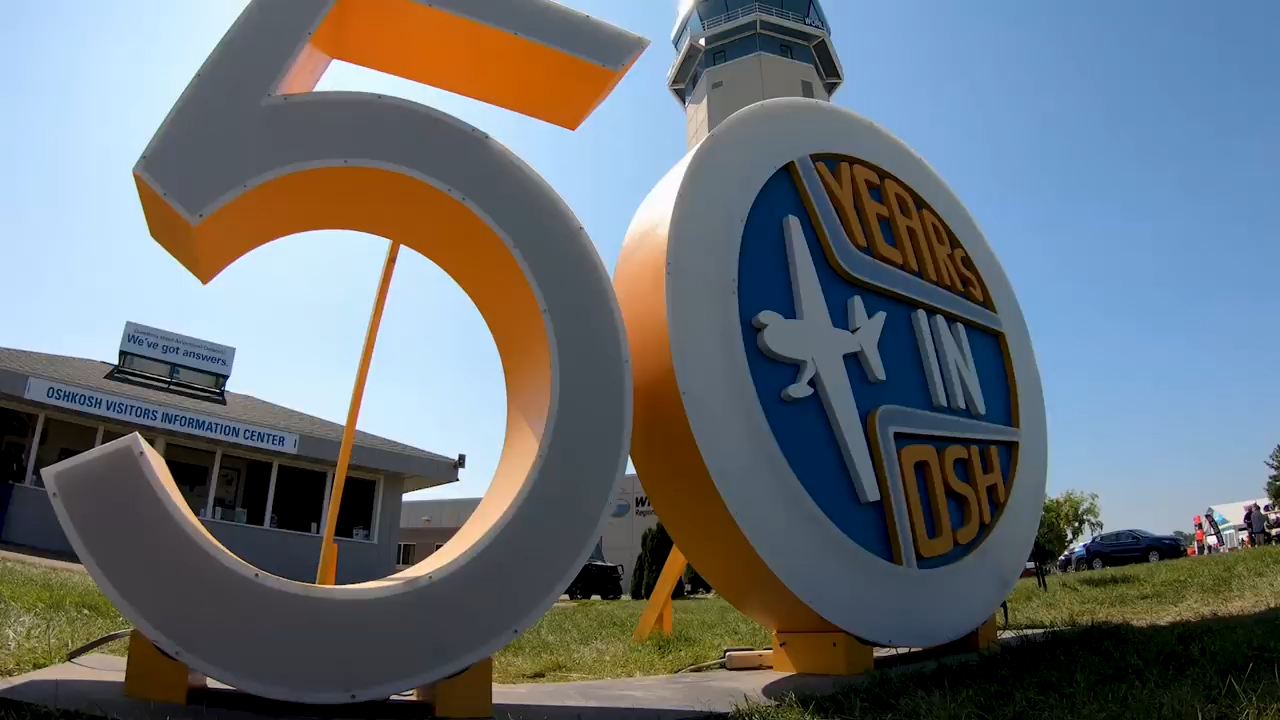 50
YEARS
IN
OSH
We've got answers.
OSHKOSH VISITORS INFORMATION CENTER